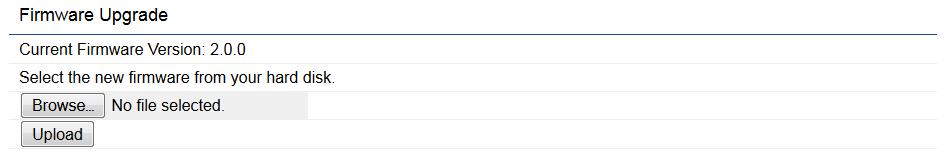 Firmware Upgrade
Current Firmware Version: 2.0.0
Select the new firmware from your hard disk.
Browse... No file selected.
Upload